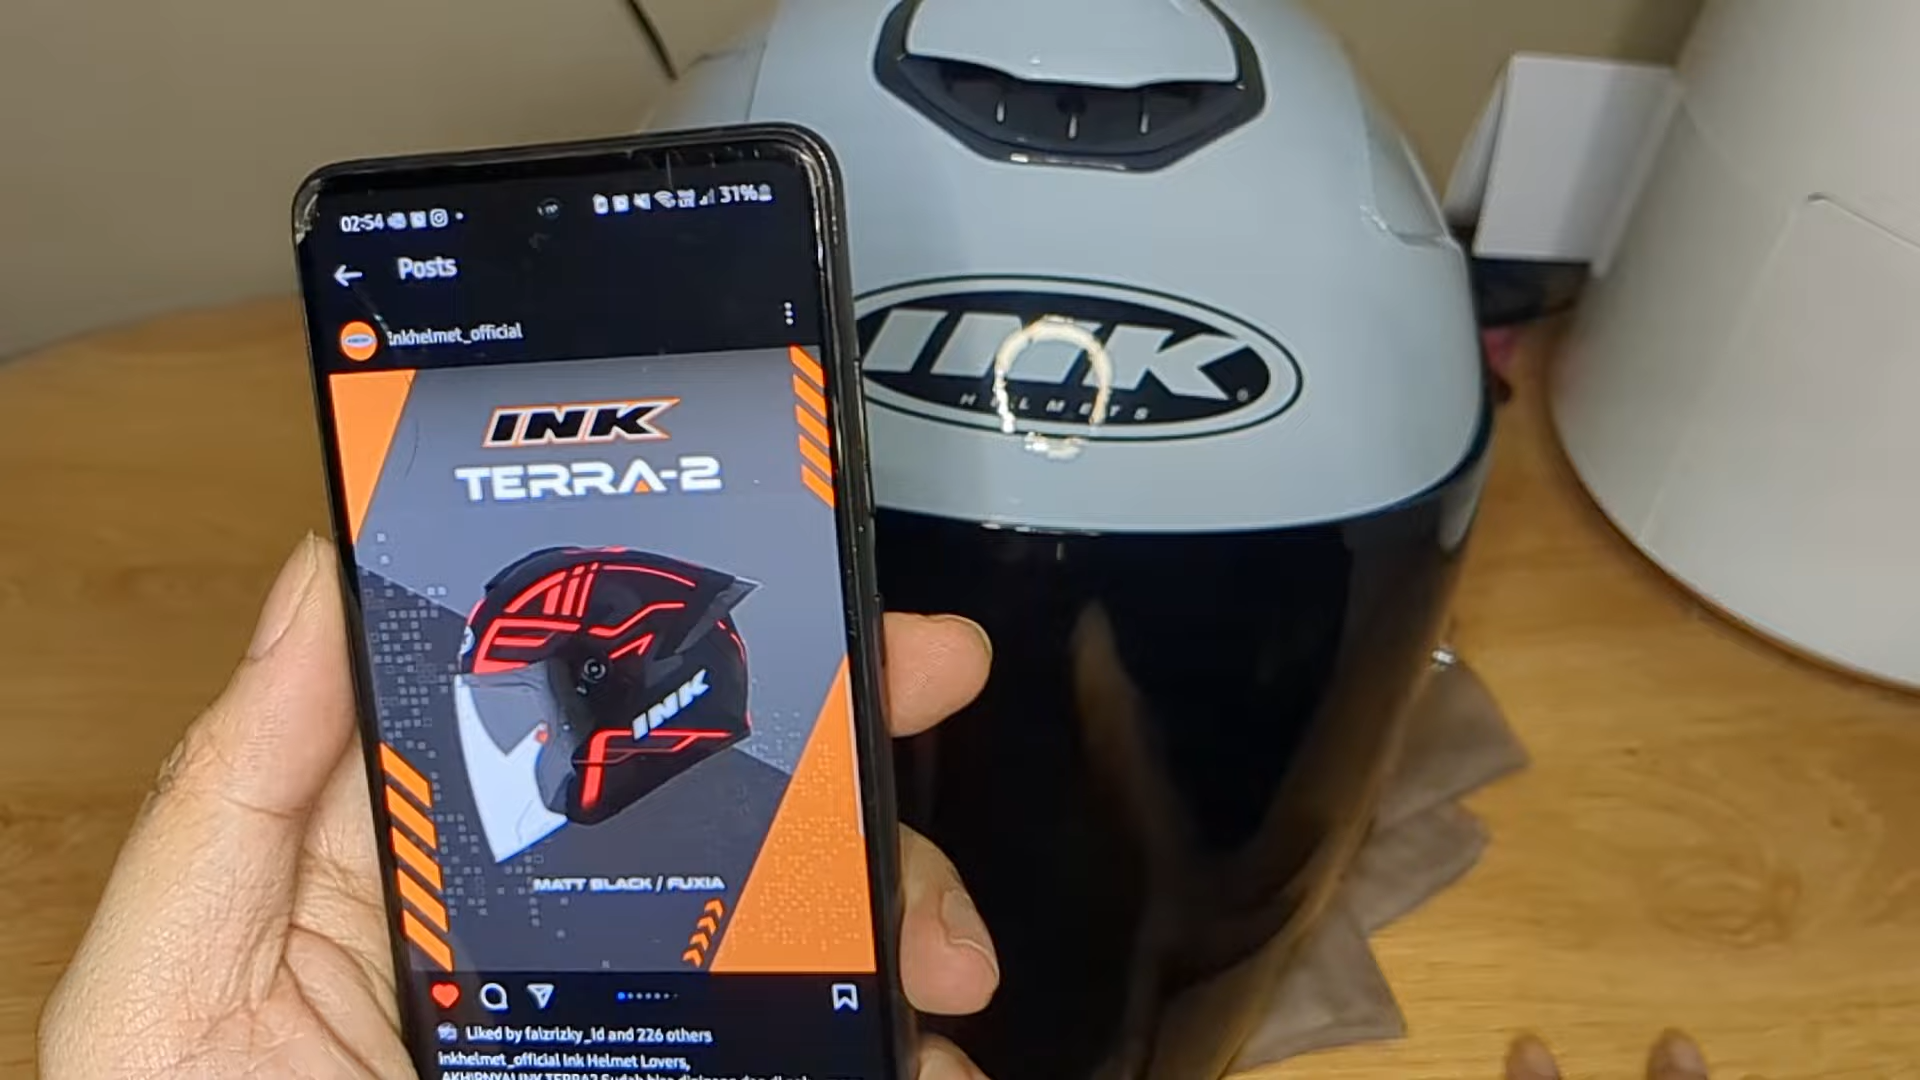 02:54
31%
Posts
inkhelmet_official
INK
TERRA-2
INK
MATT BLACK / FUXIA
Liked by faizrizky_id and 226 others
inkhelmet_official Ink Helmet Lovers,
INK
HELMETS